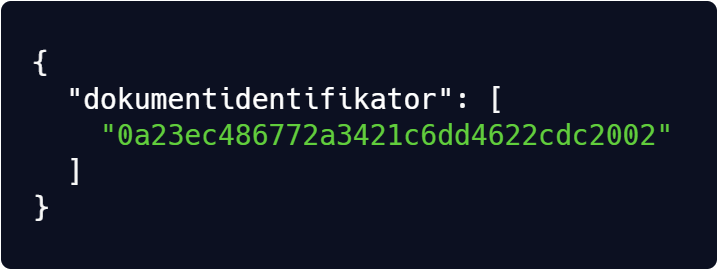 {
  "dokumentidentifikator": [
    "0a23ec486772a3421c6dd4622cdc2002"
  ]
}